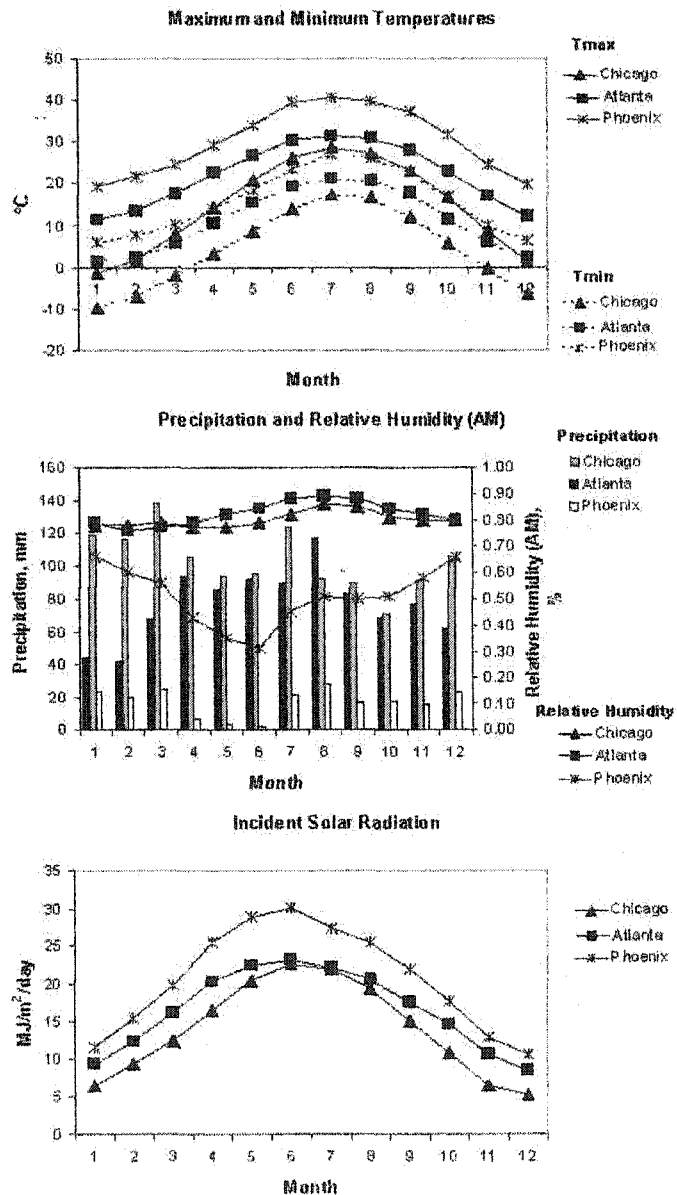 Maximum and Minimum Temperatures
Tmax
Chicago
Atlanta
Phoenix
50
40
30
20
10
0
-10
-20
°C
1 2 3 4 5 6 7 8 9 10 11 12
Month
Tmin
Chicago
Atlanta
Phoenix
Precipitation and Relative Humidity (AM)
Precipitation
Chicago
Atlanta
Phoenix
160
140
120
100
80
60
40
20
0
Precipitation, mm
1.00
0.90
0.80
0.70
0.60
0.50
0.40
0.30
0.20
0.10
0.00
Relative Humidity (AM),
%
1 2 3 4 5 6 7 8 9 10 11 12
Month
Relative Humidity
Chicago
Atlanta
Phoenix
Incident Solar Radiation
35
30
25
20
15
10
5
0
MJ/m²/day
1 2 3 4 5 6 7 8 9 10 11 12
Month
Chicago
Atlanta
Phoenix